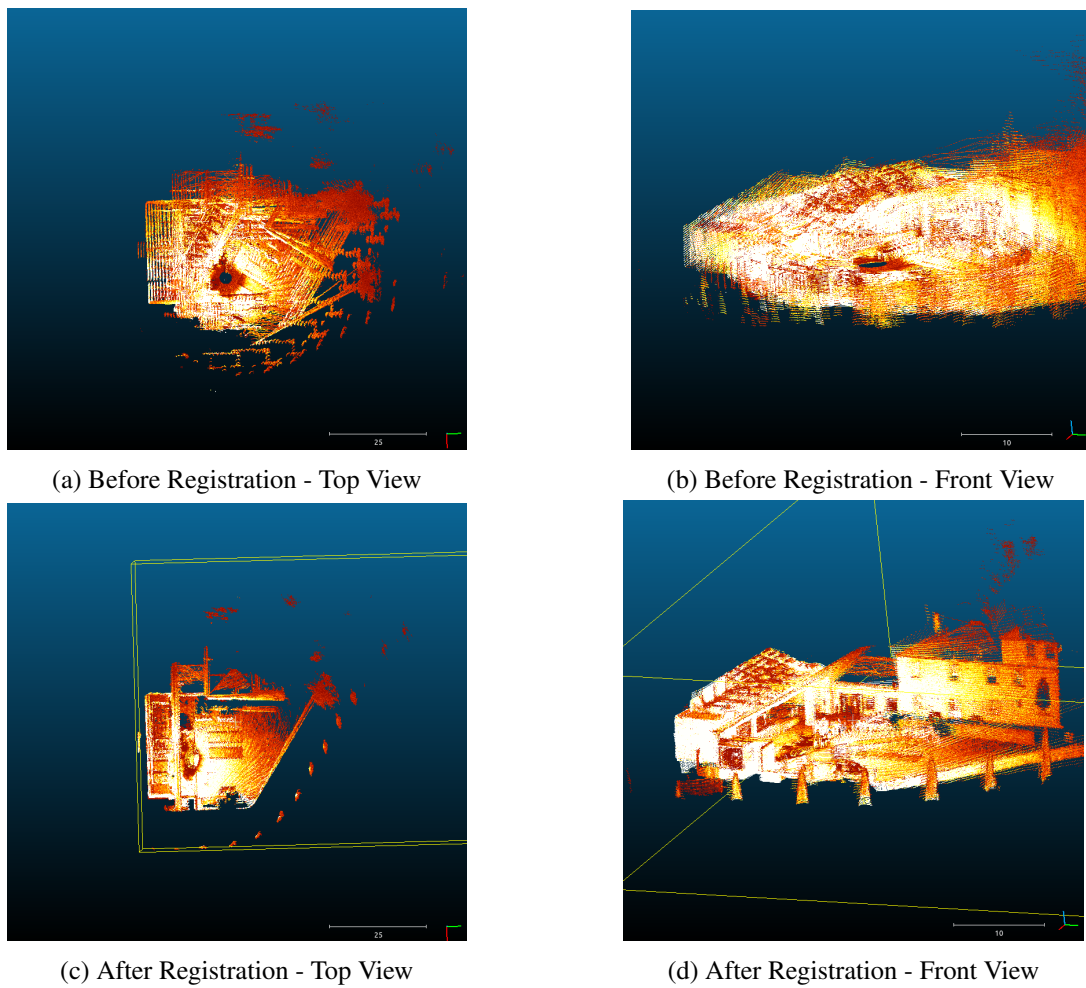 25
10
(a) Before Registration - Top View
(b) Before Registration - Front View
25
10
(c) After Registration - Top View
(d) After Registration - Front View